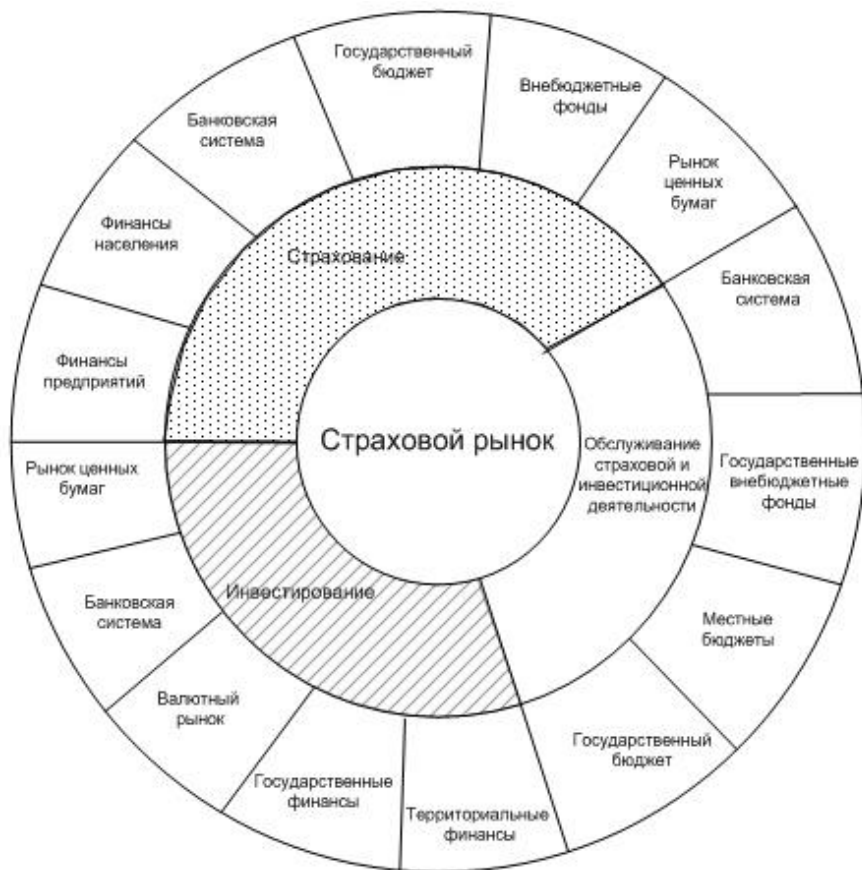 Государственный
бюджет
Внебюджетные
фонды
Банковская
система
Рынок
ценных
бумаг
Финансы
населения
Страхование
Банковская
система
Финансы
предприятий
Страховой рынок
Обслуживание
страховой и
инвестиционной
деятельности
Государственные
внебюджетные
фонды
Рынок ценных
бумаг
Инвестирование
Банковская
система
Местные
бюджеты
Валютный
рынок
Государственный
бюджет
Государственные
финансы
Территориальные
финансы